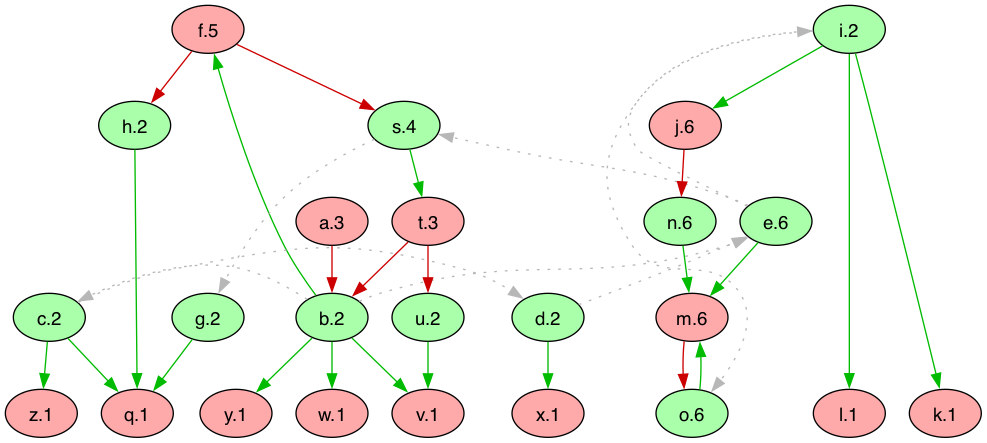 f.5 i.2
h.2 s.4 j.6
a.3 t.3 n.6 e.6
c.2 g.2 b.2 u.2 d.2 m.6
z.1 q.1 y.1 w.1 v.1 x.1 o.6 l.1 k.1